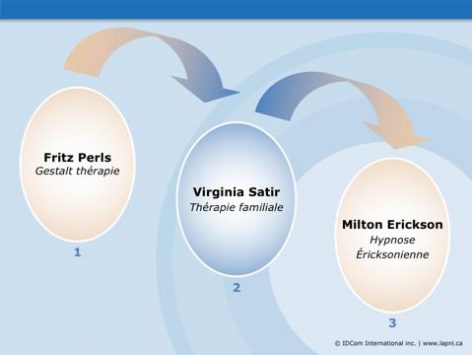 Fritz Perls
Gestalt thérapie
1
Virginia Satir
Thérapie familiale
2
Milton Erickson
Hypnose
Éricksonienne
3
© IDCom International inc. | www.lapnl.ca